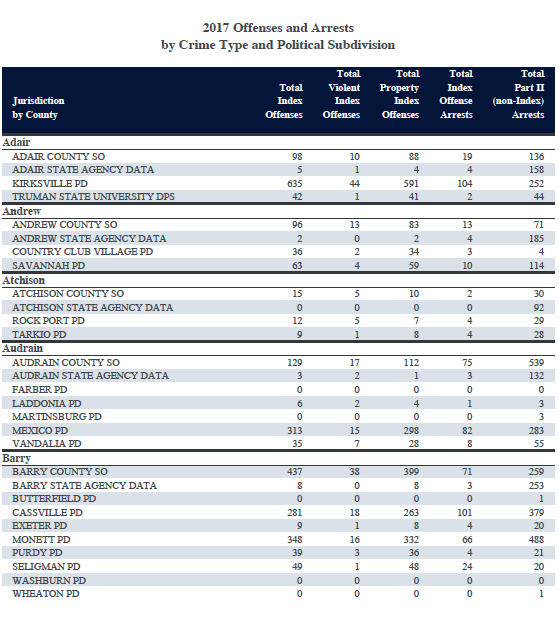 2017 Offenses and Arrests
by Crime Type and Political Subdivision
Total Total Total Total
Total Violent Property Index Part II
Jurisdiction Index Index Index Offense (non-Index)
by County Offenses Offenses Offenses Arrests Arrests
Adair
ADAIR COUNTY SO 98 10 88 19 136
ADAIR STATE AGENCY DATA 5 1 4 4 158
KIRKSVILLE PD 635 44 591 104 252
TRUMAN STATE UNIVERSITY DPS 42 1 41 2 44
Andrew
ANDREW COUNTY SO 96 13 83 13 71
ANDREW STATE AGENCY DATA 2 0 2 4 185
COUNTRY CLUB VILLAGE PD 36 2 34 3 4
SAVANNAH PD 63 4 59 10 114
Atchison
ATCHISON COUNTY SO 15 5 10 2 30
ATCHISON STATE AGENCY DATA 0 0 0 0 92
ROCK PORT PD 12 5 7 4 29
TARKIO PD 9 1 8 4 28
Audrain
AUDRAIN COUNTY SO 129 17 112 75 539
AUDRAIN STATE AGENCY DATA 3 2 1 3 132
FARBER PD 0 0 0 0 0
LADDONIA PD 6 2 4 1 3
MARTINSBURG PD 0 0 0 0 3
MEXICO PD 313 15 298 82 283
VANDALIA PD 35 7 28 8 55
Barry
BARRY COUNTY SO 437 38 399 71 259
BARRY STATE AGENCY DATA 8 0 8 3 253
BUTTERFIELD PD 0 0 0 0 1
CASSVILLE PD 281 18 263 101 379
EXETER PD 9 1 8 4 20
MONETT PD 348 16 332 66 488
PURDY PD 39 3 36 4 21
SELIGMAN PD 49 1 48 24 20
WASHBURN PD 0 0 0 0 0
WHEATON PD 0 0 0 0 1